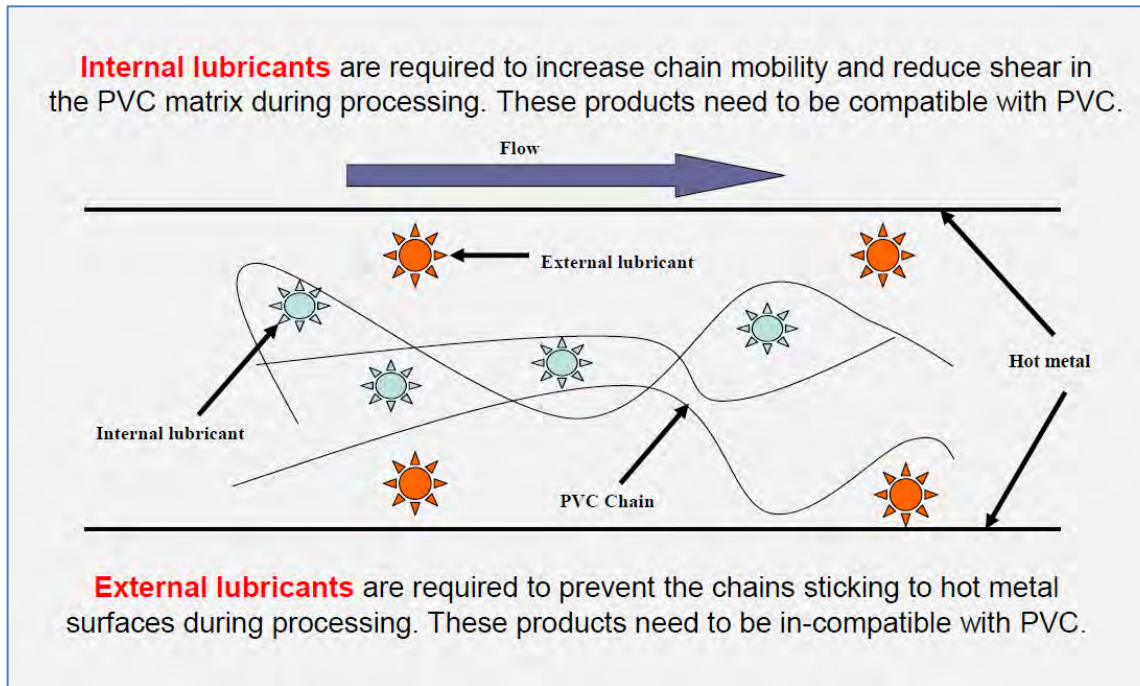 Internal lubricants are required to increase chain mobility and reduce shear in
the PVC matrix during processing. These products need to be compatible with PVC.
Flow
External lubricant
Hot metal
Internal lubricant
PVC Chain
External lubricants are required to prevent the chains sticking to hot metal
surfaces during processing. These products need to be in-compatible with PVC.